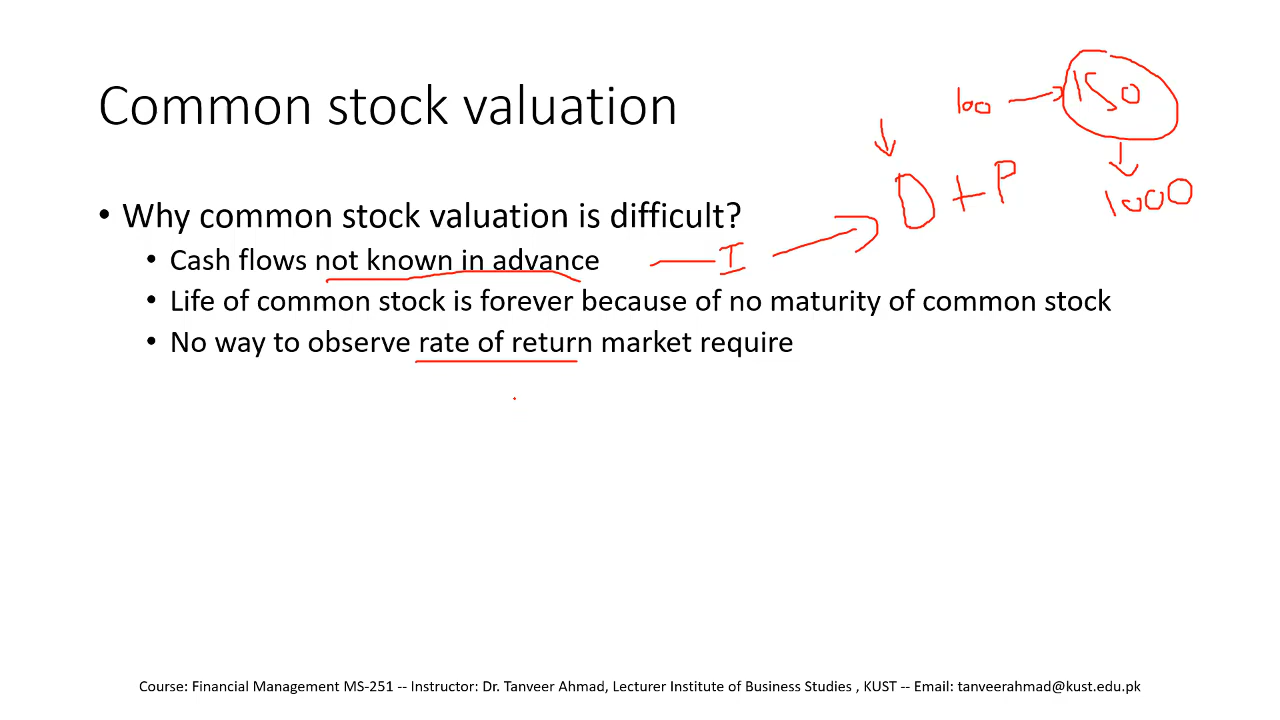 Common stock valuation
100 → 150
↓
1000
↓
D + P
• Why common stock valuation is difficult?
• Cash flows not known in advance — I →
• Life of common stock is forever because of no maturity of common stock
• No way to observe rate of return market require
Course: Financial Management MS-251 -- Instructor: Dr. Tanveer Ahmad, Lecturer Institute of Business Studies , KUST -- Email: tanveerahmad@kust.edu.pk